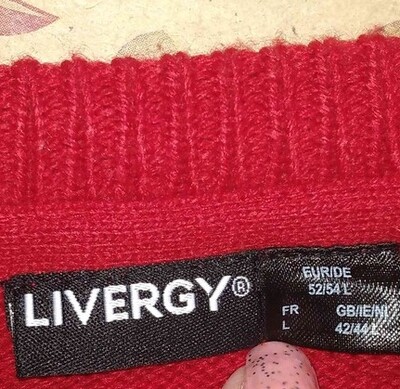 LIVERGY®
EUR/DE
52/54 L
FR
L
GB/IE/NI
42/44 L